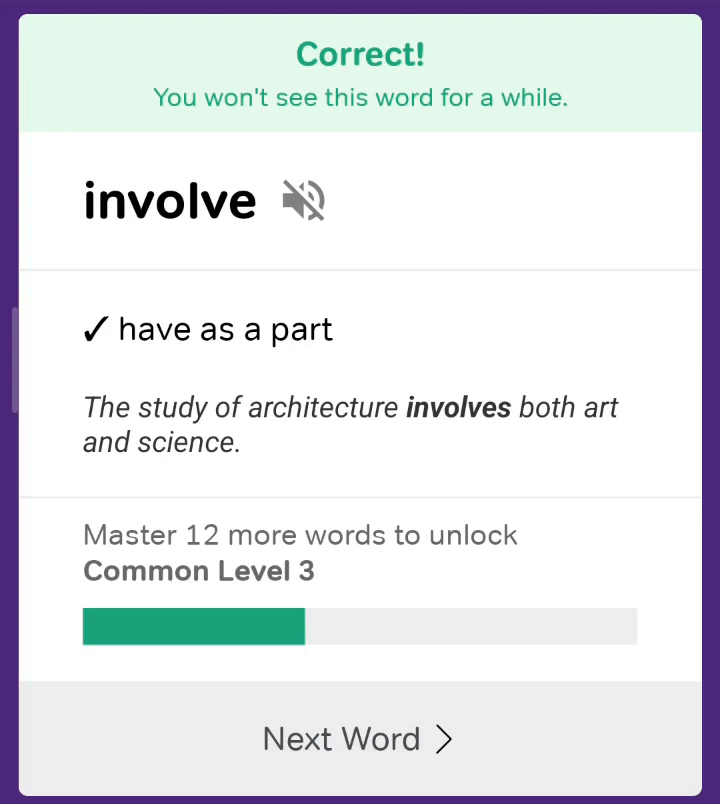 Correct!
You won't see this word for a while.
involve
✓ have as a part
The study of architecture involves both art
and science.
Master 12 more words to unlock
Common Level 3
Next Word >